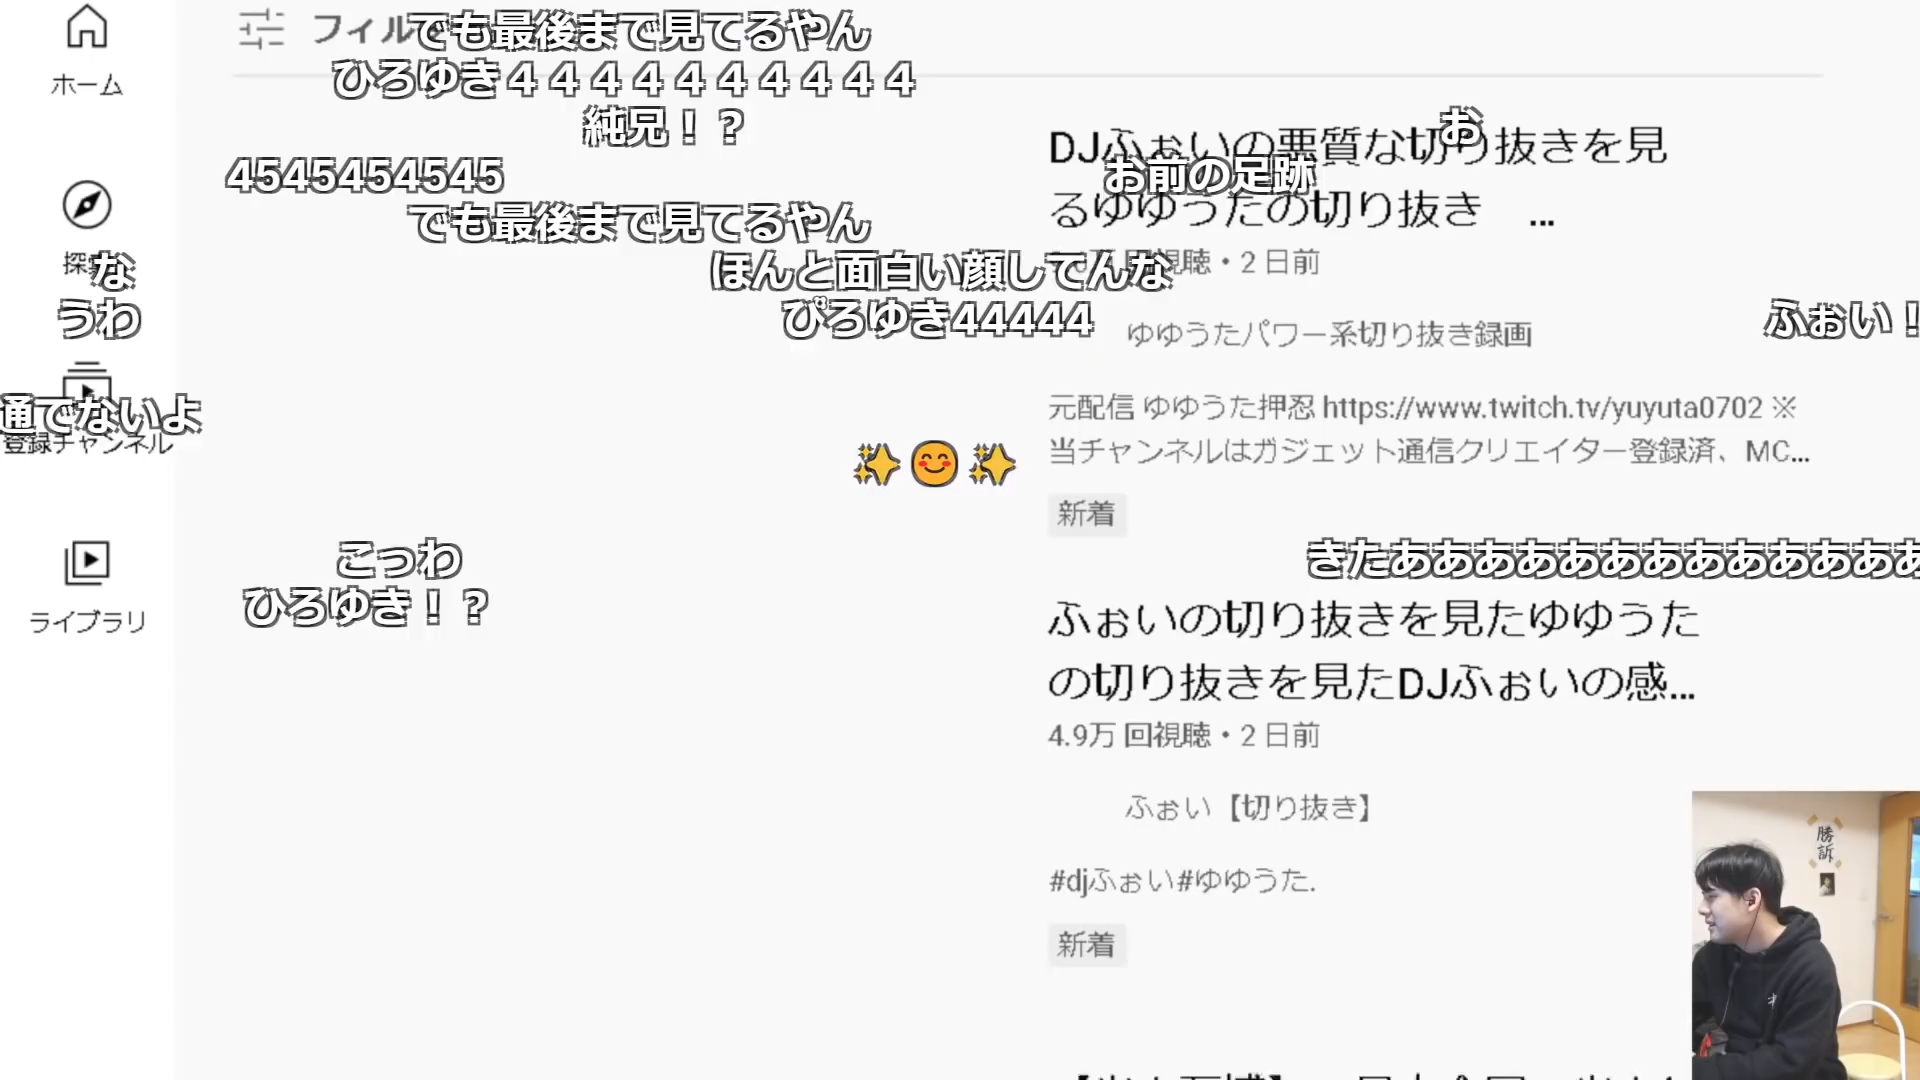 ホーム
フィル
でも最後まで見てるやん
ひろゆき４４４４４４４４４４
純兄！？
お
DJふぉいの悪質な切り抜きを見
4545454545
お前の足跡
るゆゆうたの切り抜き ...
でも最後まで見てるやん
回視聴・2 日前
探
な
ほんと面白い顔してんな
うわ
ぴろゆき44444
ふぉい！
ゆゆうたパワー系切り抜き録画
通でないよ
登録チャンネル
元配信 ゆゆうた押忍 https://www.twitch.tv/yuyuta0702 ※
当チャンネルはガジェット通信クリエイター登録済、MC...
新着
こっわ
きたああああああああああああああ
ひろゆき！？
ライブラリ
ふぉいの切り抜きを見たゆゆうた
の切り抜きを見たDJふぉいの感...
4.9万 回視聴・2 日前
ふぉい【切り抜き】
#djふぉい#ゆゆうた.
新着
勝訴